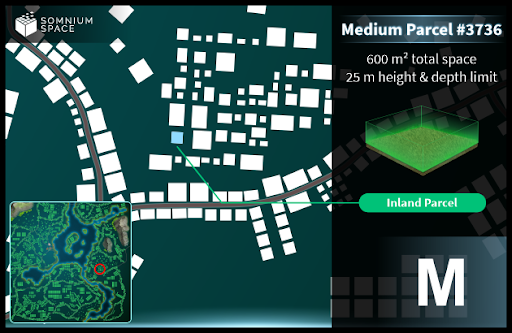 SOMNIUM
SPACE
Medium Parcel #3736
600 m² total space
25 m height & depth limit
Inland Parcel
M